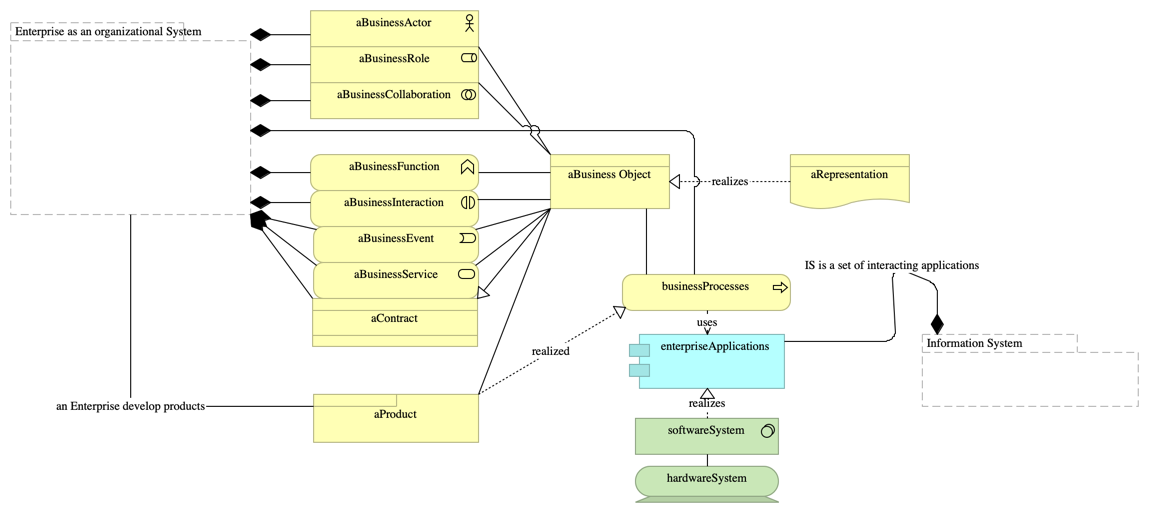 Enterprise as an organizational System
aBusinessActor
aBusinessRole
aBusinessCollaboration
aBusinessFunction
aBusinessInteraction
aBusinessEvent
aBusinessService
aContract
aBusiness Object
realizes
aRepresentation
IS is a set of interacting applications
businessProcesses
uses
enterpriseApplications
Information System
realized
realizes
an Enterprise develop products
aProduct
softwareSystem
hardwareSystem